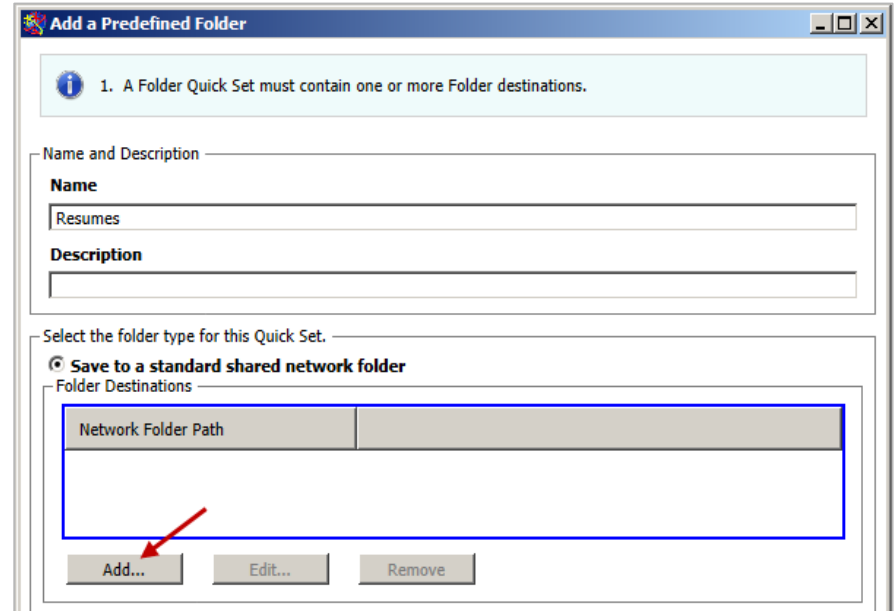 Add a Predefined Folder
1. A Folder Quick Set must contain one or more Folder destinations.
Name and Description
Name
Resumes
Description
Select the folder type for this Quick Set.
Save to a standard shared network folder
Folder Destinations
Network Folder Path
Add... Edit... Remove